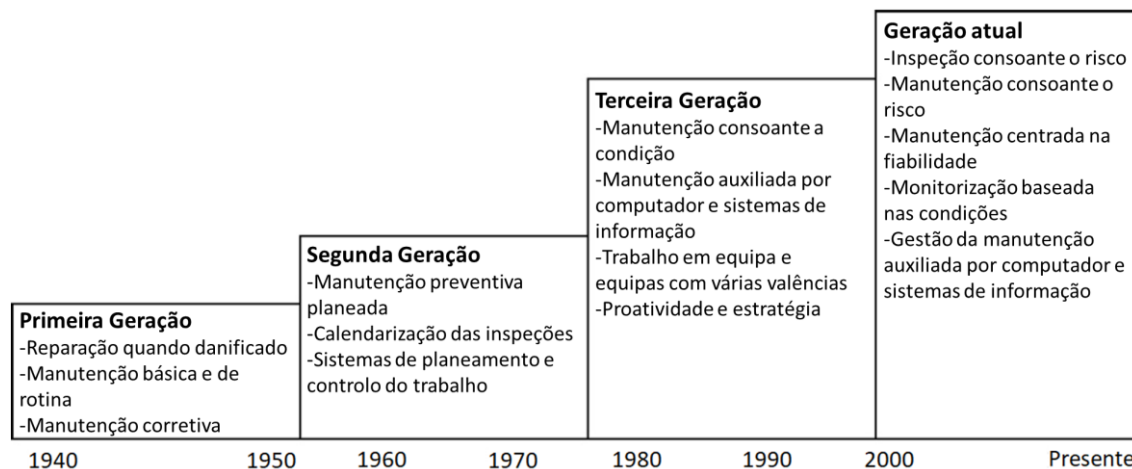 Primeira Geração
-Reparação quando danificado
-Manutenção básica e de
rotina
-Manutenção corretiva
Segunda Geração
-Manutenção preventiva
planeada
-Calendarização das inspeções
-Sistemas de planeamento e
controlo do trabalho
Terceira Geração
-Manutenção consoante a
condição
-Manutenção auxiliada por
computador e sistemas de
informação
-Trabalho em equipa e
equipas com várias valências
-Proatividade e estratégia
Geração atual
-Inspeção consoante o risco
-Manutenção consoante o
risco
-Manutenção centrada na
fiabilidade
-Monitorização baseada
nas condições
-Gestão da manutenção
auxiliada por computador e
sistemas de informação
1940 1950 1960 1970 1980 1990 2000 Presente